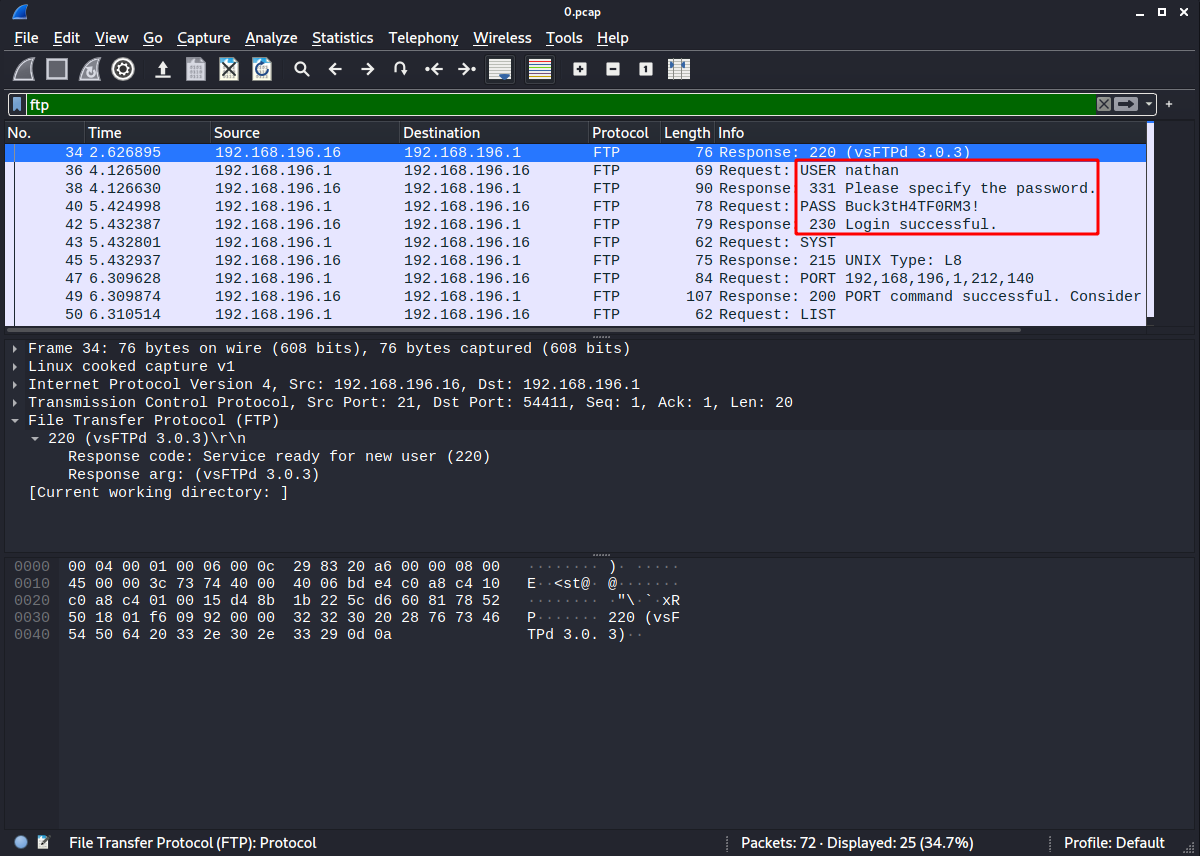 0.pcap
File Edit View Go Capture Analyze Statistics Telephony Wireless Tools Help
ftp
No. Time Source Destination Protocol Length Info
34 2.626895 192.168.196.16 192.168.196.1 FTP 76 Response: 220 (vsFTPd 3.0.3)
36 4.126500 192.168.196.1 192.168.196.16 FTP 69 Request: USER nathan
38 4.126630 192.168.196.16 192.168.196.1 FTP 90 Response 331 Please specify the password.
40 5.424998 192.168.196.1 192.168.196.16 FTP 78 Request: PASS Buck3tH4TF0RM3!
42 5.432387 192.168.196.16 192.168.196.1 FTP 79 Response 230 Login successful.
43 5.432801 192.168.196.1 192.168.196.16 FTP 62 Request: SYST
45 5.432937 192.168.196.16 192.168.196.1 FTP 75 Response: 215 UNIX Type: L8
47 6.309628 192.168.196.1 192.168.196.16 FTP 84 Request: PORT 192,168,196,1,212,140
49 6.309874 192.168.196.16 192.168.196.1 FTP 107 Response: 200 PORT command successful. Consider
50 6.310514 192.168.196.1 192.168.196.16 FTP 62 Request: LIST
Frame 34: 76 bytes on wire (608 bits), 76 bytes captured (608 bits)
Linux cooked capture v1
Internet Protocol Version 4, Src: 192.168.196.16, Dst: 192.168.196.1
Transmission Control Protocol, Src Port: 21, Dst Port: 54411, Seq: 1, Ack: 1, Len: 20
File Transfer Protocol (FTP)
220 (vsFTPd 3.0.3)\r\n
Response code: Service ready for new user (220)
Response arg: (vsFTPd 3.0.3)
[Current working directory: ]
0000 00 04 00 01 00 06 00 0c 29 83 20 a6 00 00 08 00 ········ )· ·····
0010 45 00 00 3c 73 74 40 00 40 06 bd e4 c0 a8 c4 10 E··<st@· @·······
0020 c0 a8 c4 01 00 15 d4 8b 1b 22 5c d6 60 81 78 52 ········ ·"\·`·xR
0030 50 18 01 f6 09 92 00 00 32 32 30 20 28 76 73 46 P······· 220 (vsF
0040 54 50 64 20 33 2e 30 2e 33 29 0d 0a TPd 3.0. 3)··
File Transfer Protocol (FTP): Protocol
Packets: 72 · Displayed: 25 (34.7%)
Profile: Default